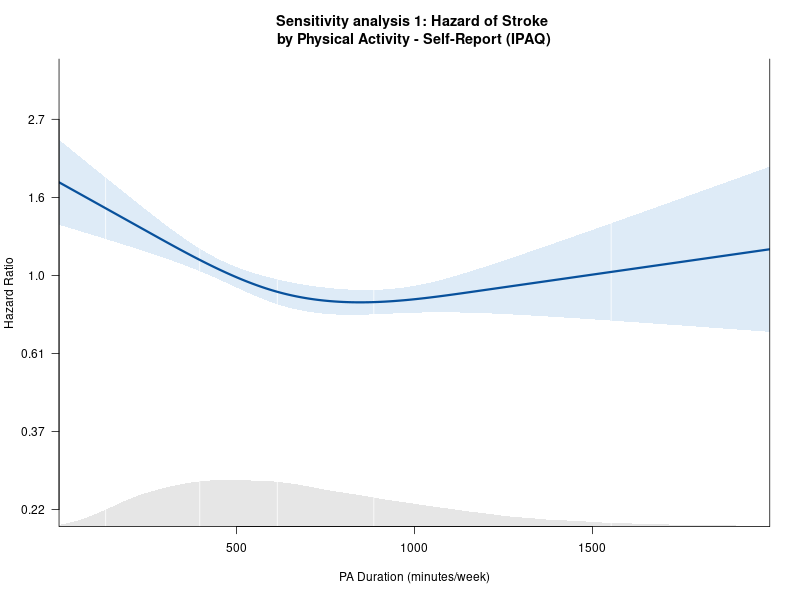 Sensitivity analysis 1: Hazard of Stroke
by Physical Activity - Self-Report (IPAQ)
Hazard Ratio
2.7
1.6
1.0
0.61
0.37
0.22
500
1000
1500
PA Duration (minutes/week)